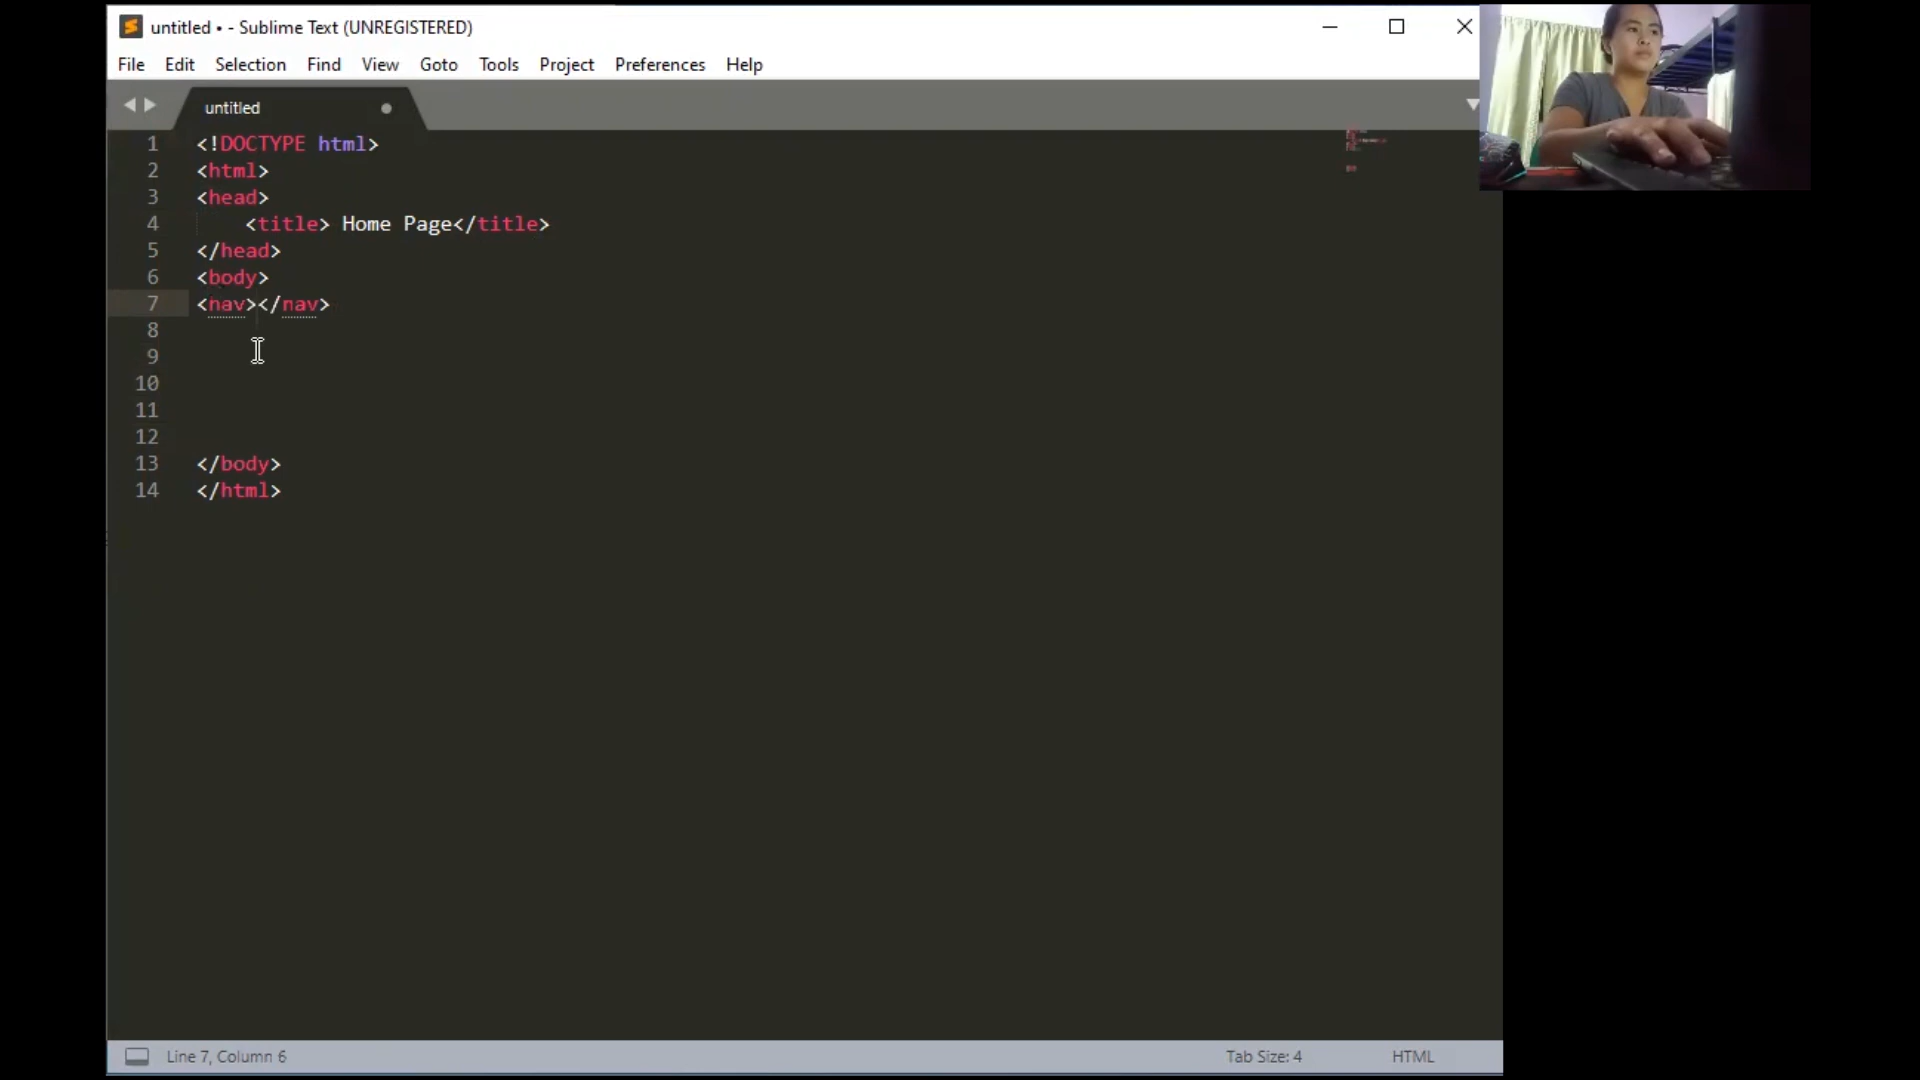 untitled • - Sublime Text (UNREGISTERED)
File Edit Selection Find View Goto Tools Project Preferences Help
untitled
1 <!DOCTYPE html>
2 <html>
3 <head>
4 <title> Home Page</title>
5 </head>
6 <body>
7 <nav></nav>
8
9
10
11
12
13 </body>
14 </html>
Line 7, Column 6 Tab Size: 4 HTML